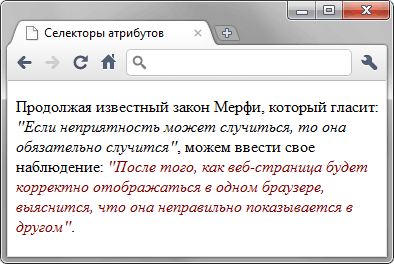 Селекторы атрибутов
Продолжая известный закон Мерфи, который гласит:
"Если неприятность может случиться, то она
обязательно случится", можем ввести свое
наблюдение: "После того, как веб-страница будет
корректно отображаться в одном браузере,
выяснится, что она неправильно показывается в
другом".